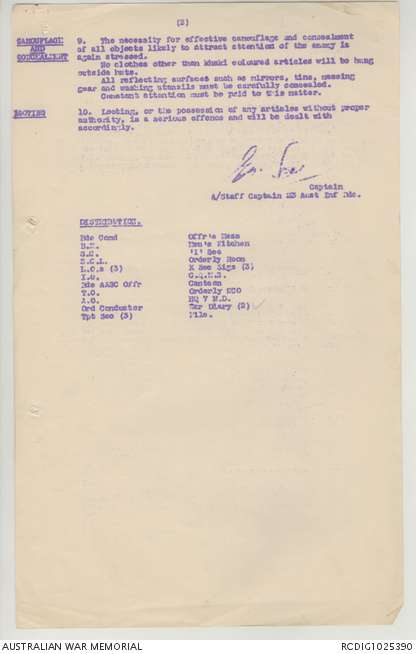 (2)
CAMOUFLAGE AND CONCEALMENT
9. The necessity for effective camouflage and concealment
of all objects likely to attract attention of the enemy is
again stressed.
No clothes other than khaki coloured articles will be hung
outside huts.
All reflecting surfaces such as mirrors, tins, messing
gear and washing utensils must be carefully concealed.
Constant attention must be paid to this matter.
LOOTING
10. Looting, or the possession of any articles without proper
authority, is a serious offence and will be dealt with
accordingly.
Captain
A/Staff Captain 23 Aust Inf Bde.
DISTRIBUTION.
Bde Comd
B.M.
S.C.
S.C.L.
L.O.s (3)
I.O.
Bde AASC Offr
T.O.
A.O.
Ord Conductor
Tpt Sec (3)
Offr's Mess
Men's Kitchen
'I' Sec
Orderly Room
K Sec Sigs (3)
C.Q.M.S.
Canteen
Orderly NCO
HQ 7 M.D.
War Diary (2)
File.
AUSTRALIAN WAR MEMORIAL
RCDIG1025390